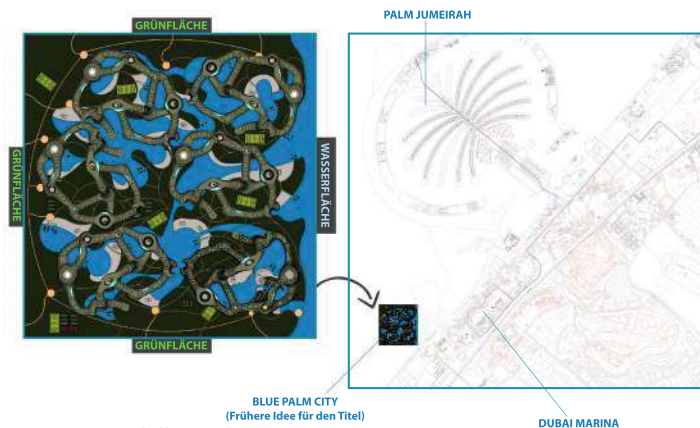 GRÜNFLÄCHE
PALM JUMEIRAH
GRÜNFLÄCHE
WASSERFLÄCHE
GRÜNFLÄCHE
BLUE PALM CITY
(Frühere Idee für den Titel)
DUBAI MARINA